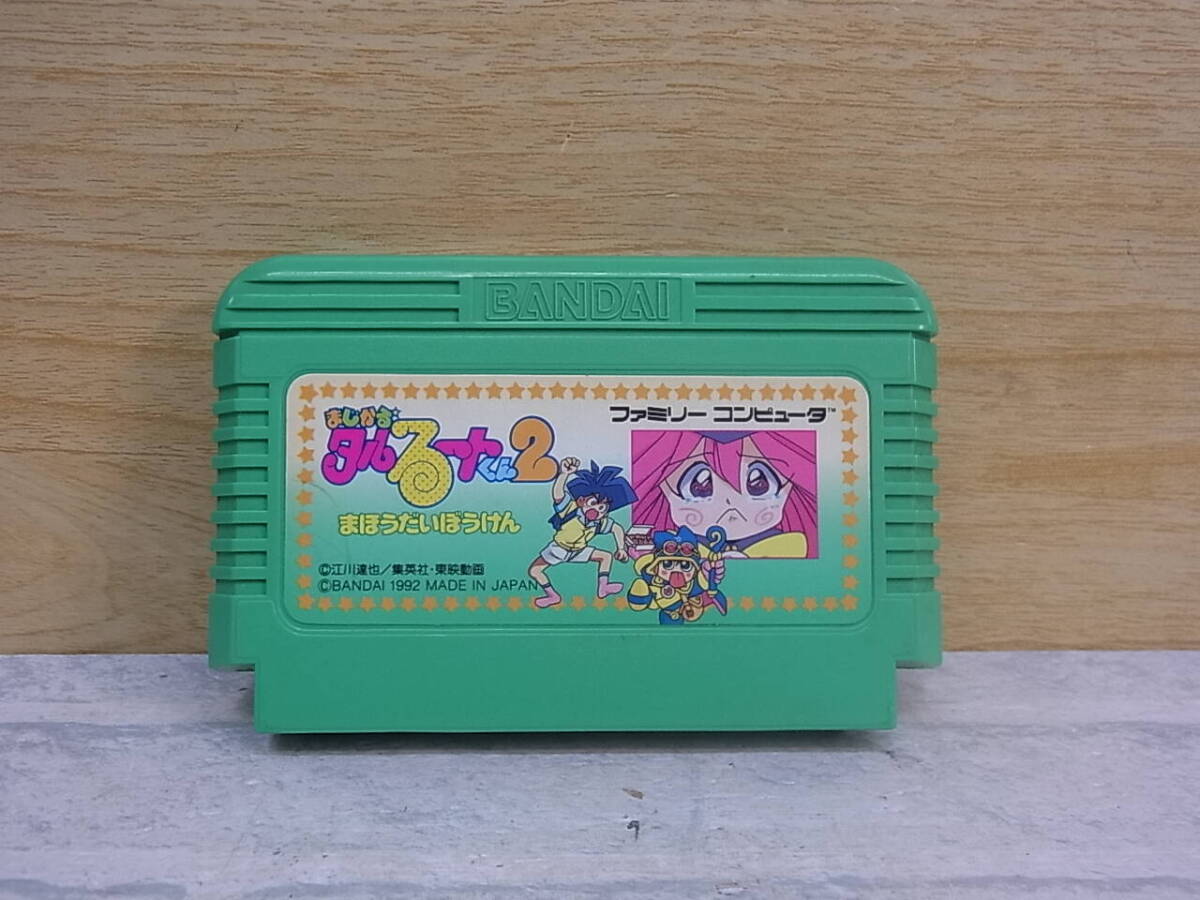 BANDAI
まじかる☆
タルるートくん2
ファミリー コンピュータ™
まほうだいぼうけん
©江川達也／集英社・東映動画
©BANDAI 1992 MADE IN JAPAN